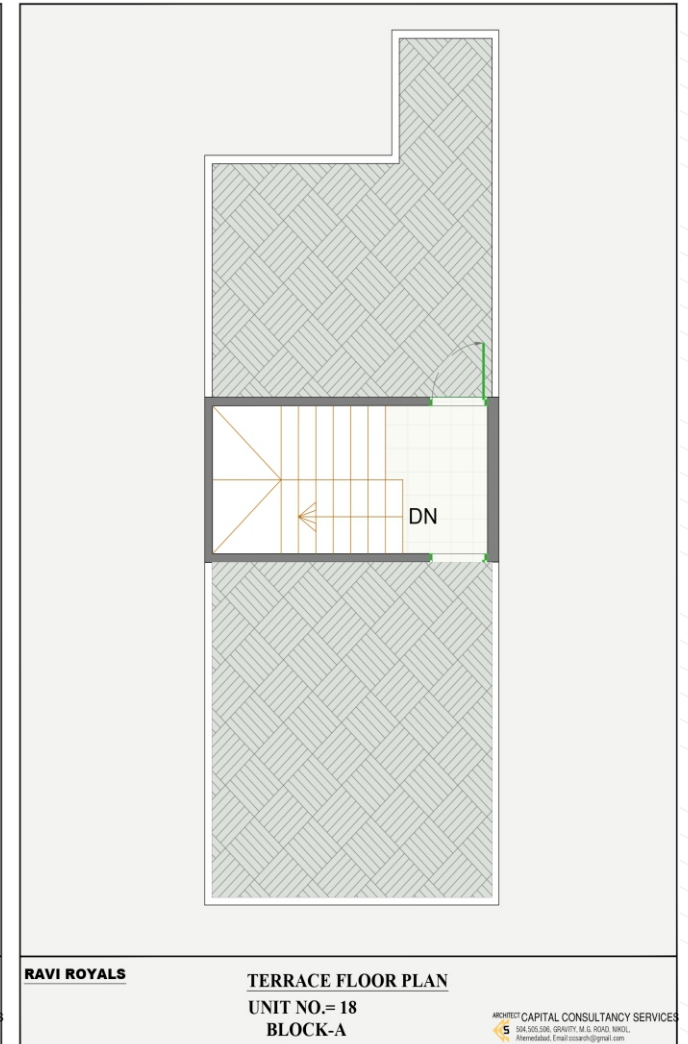 DN
RAVI ROYALS
TERRACE FLOOR PLAN
UNIT NO.= 18
BLOCK-A
ARCHITECT CAPITAL CONSULTANCY SERVICES
S
504,505,506, GRAVITY, M.G. ROAD, NIKOL,
Ahemedabad, Email:ccsarch@gmail.com